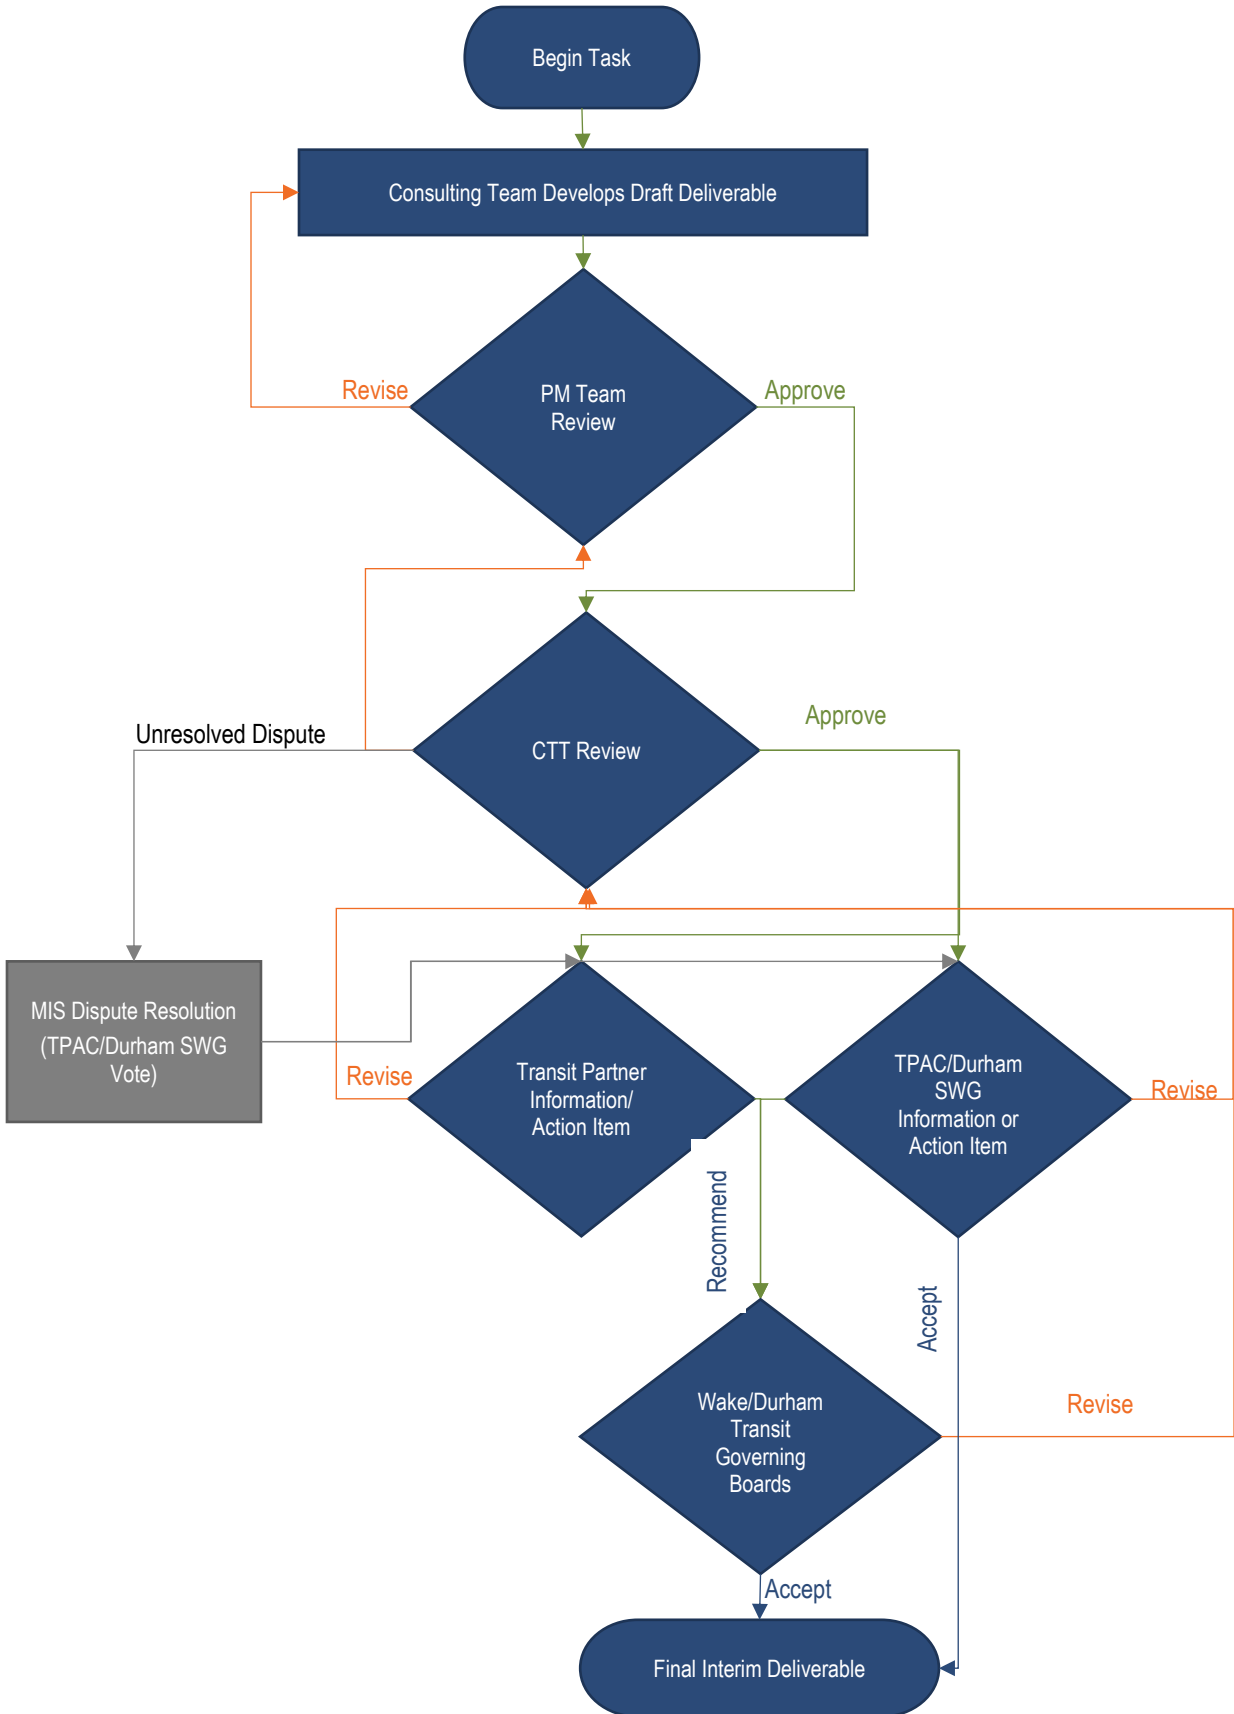 Begin Task
Consulting Team Develops Draft Deliverable
Revise
PM Team
Review
Approve
Unresolved Dispute
CTT Review
Approve
MIS Dispute Resolution
(TPAC/Durham SWG
Vote)
Revise
Transit Partner
Information/
Action Item
TPAC/Durham
SWG
Information or
Action Item
Revise
Recommend
Accept
Wake/Durham
Transit
Governing
Boards
Revise
Accept
Final Interim Deliverable